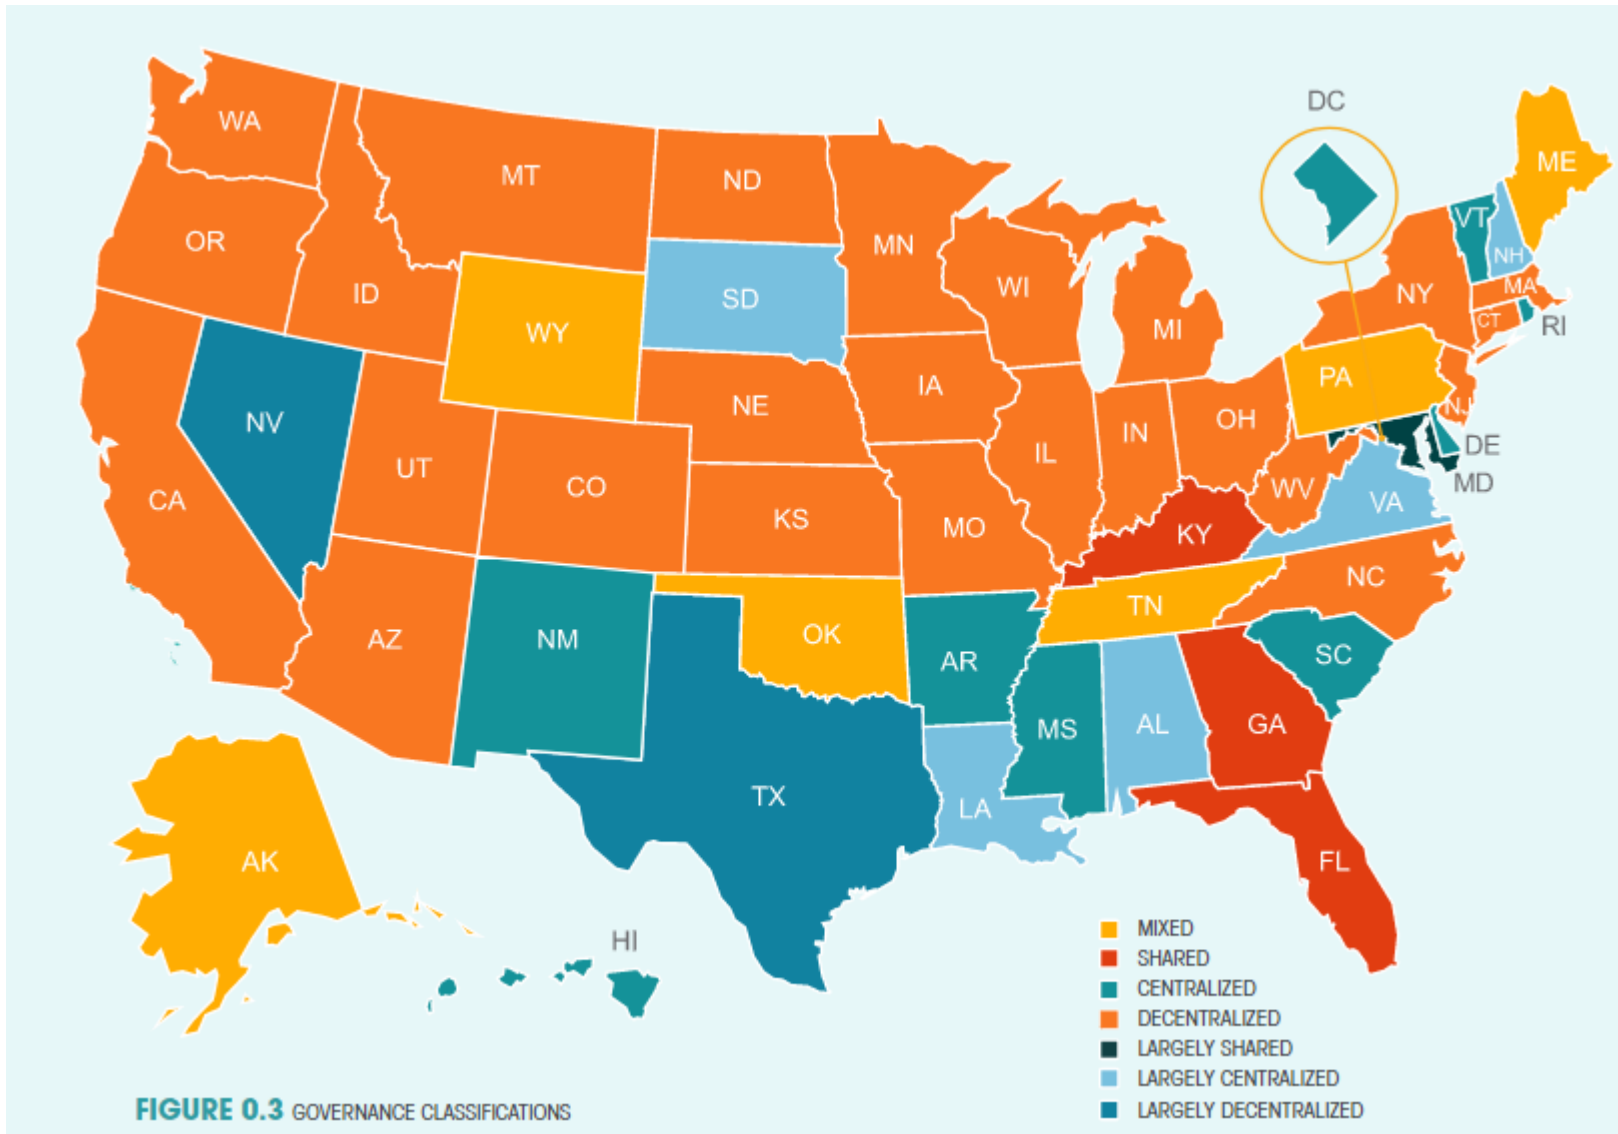 DC
WA
MT
ND
MN
ME
VT
OR
NH
ID
SD
WI
NY
MA
CT
RI
WY
MI
PA
IA
NE
NJ
NV
OH
IN
DE
IL
UT
CO
MD
CA
WV
VA
KS
MO
KY
NC
TN
AZ
NM
OK
AR
SC
MS
AL
GA
TX
LA
AK
FL
HI
MIXED
SHARED
CENTRALIZED
DECENTRALIZED
LARGELY SHARED
LARGELY CENTRALIZED
LARGELY DECENTRALIZED
FIGURE 0.3 GOVERNANCE CLASSIFICATIONS